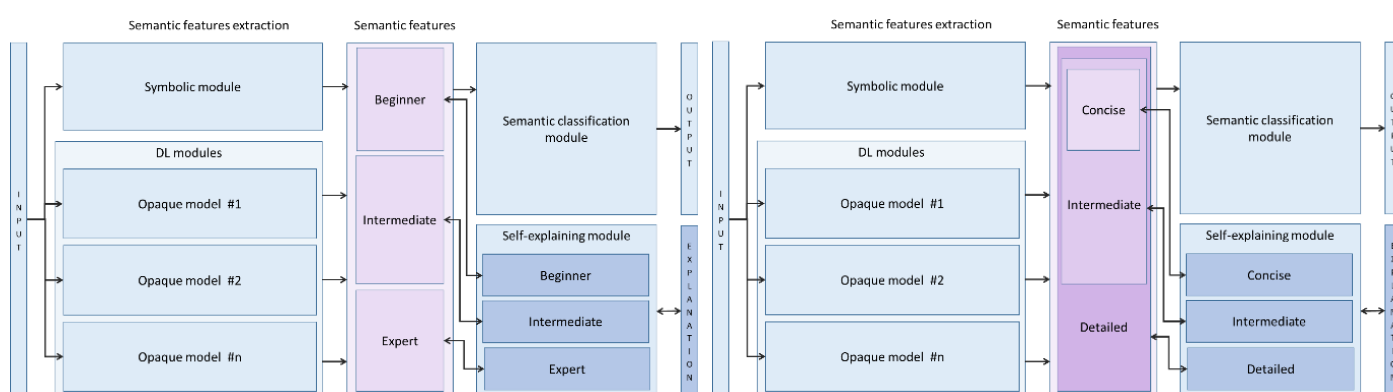 Semantic features extraction
Semantic features
INPUT
Symbolic module
DL modules
Opaque model #1
Opaque model #2
Opaque model #n
Beginner
Intermediate
Expert
Semantic classification
module
OUTPUT
Self-explaining module
Beginner
Intermediate
Expert
EXPLANATION
Semantic features extraction
Semantic features
INPUT
Symbolic module
DL modules
Opaque model #1
Opaque model #2
Opaque model #n
Concise
Intermediate
Detailed
Semantic classification
module
Self-explaining module
Concise
Intermediate
Detailed